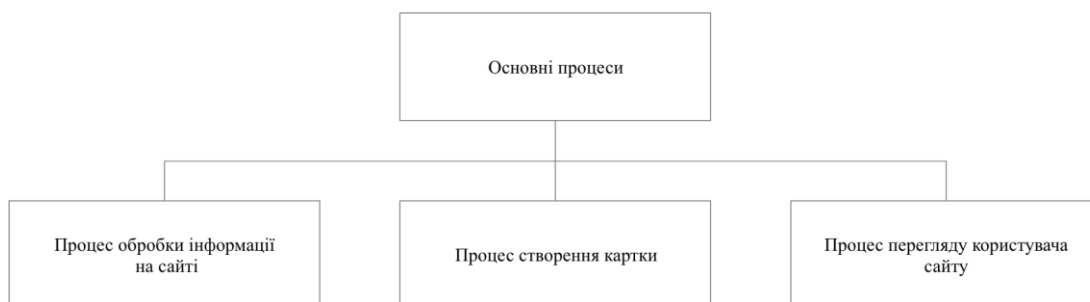 Основні процеси
Процес обробки інформації
на сайті
Процес створення картки
Процес перегляду користувача
сайту